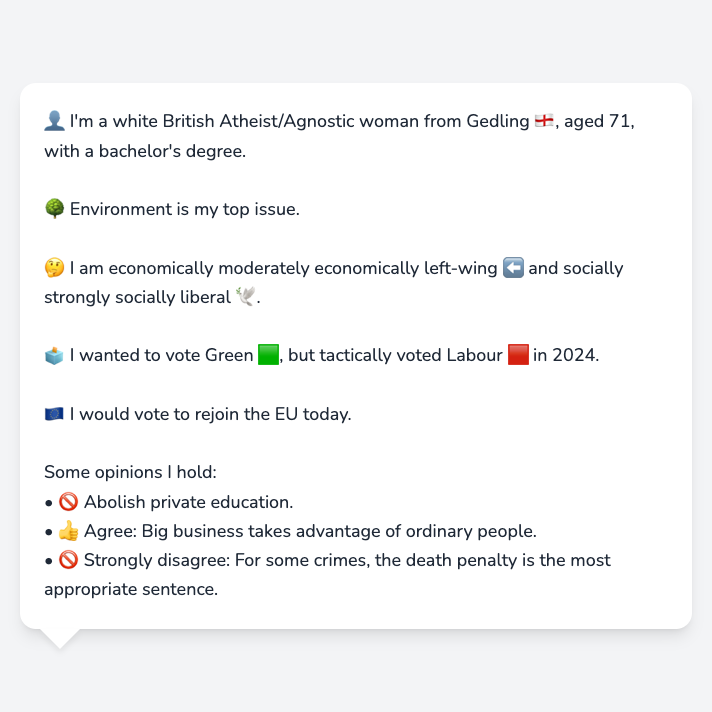 👤 I'm a white British Atheist/Agnostic woman from Gedling 🏴󠁧󠁢󠁥󠁮󠁧󠁿, aged 71,
with a bachelor's degree.
🌳 Environment is my top issue.
🤔 I am economically moderately economically left-wing ⬅️ and socially
strongly socially liberal 🕊️.
🗳️ I wanted to vote Green 🟩, but tactically voted Labour 🟥 in 2024.
🇪🇺 I would vote to rejoin the EU today.
Some opinions I hold:
• 🚫 Abolish private education.
• 👍 Agree: Big business takes advantage of ordinary people.
• 🚫 Strongly disagree: For some crimes, the death penalty is the most
appropriate sentence.